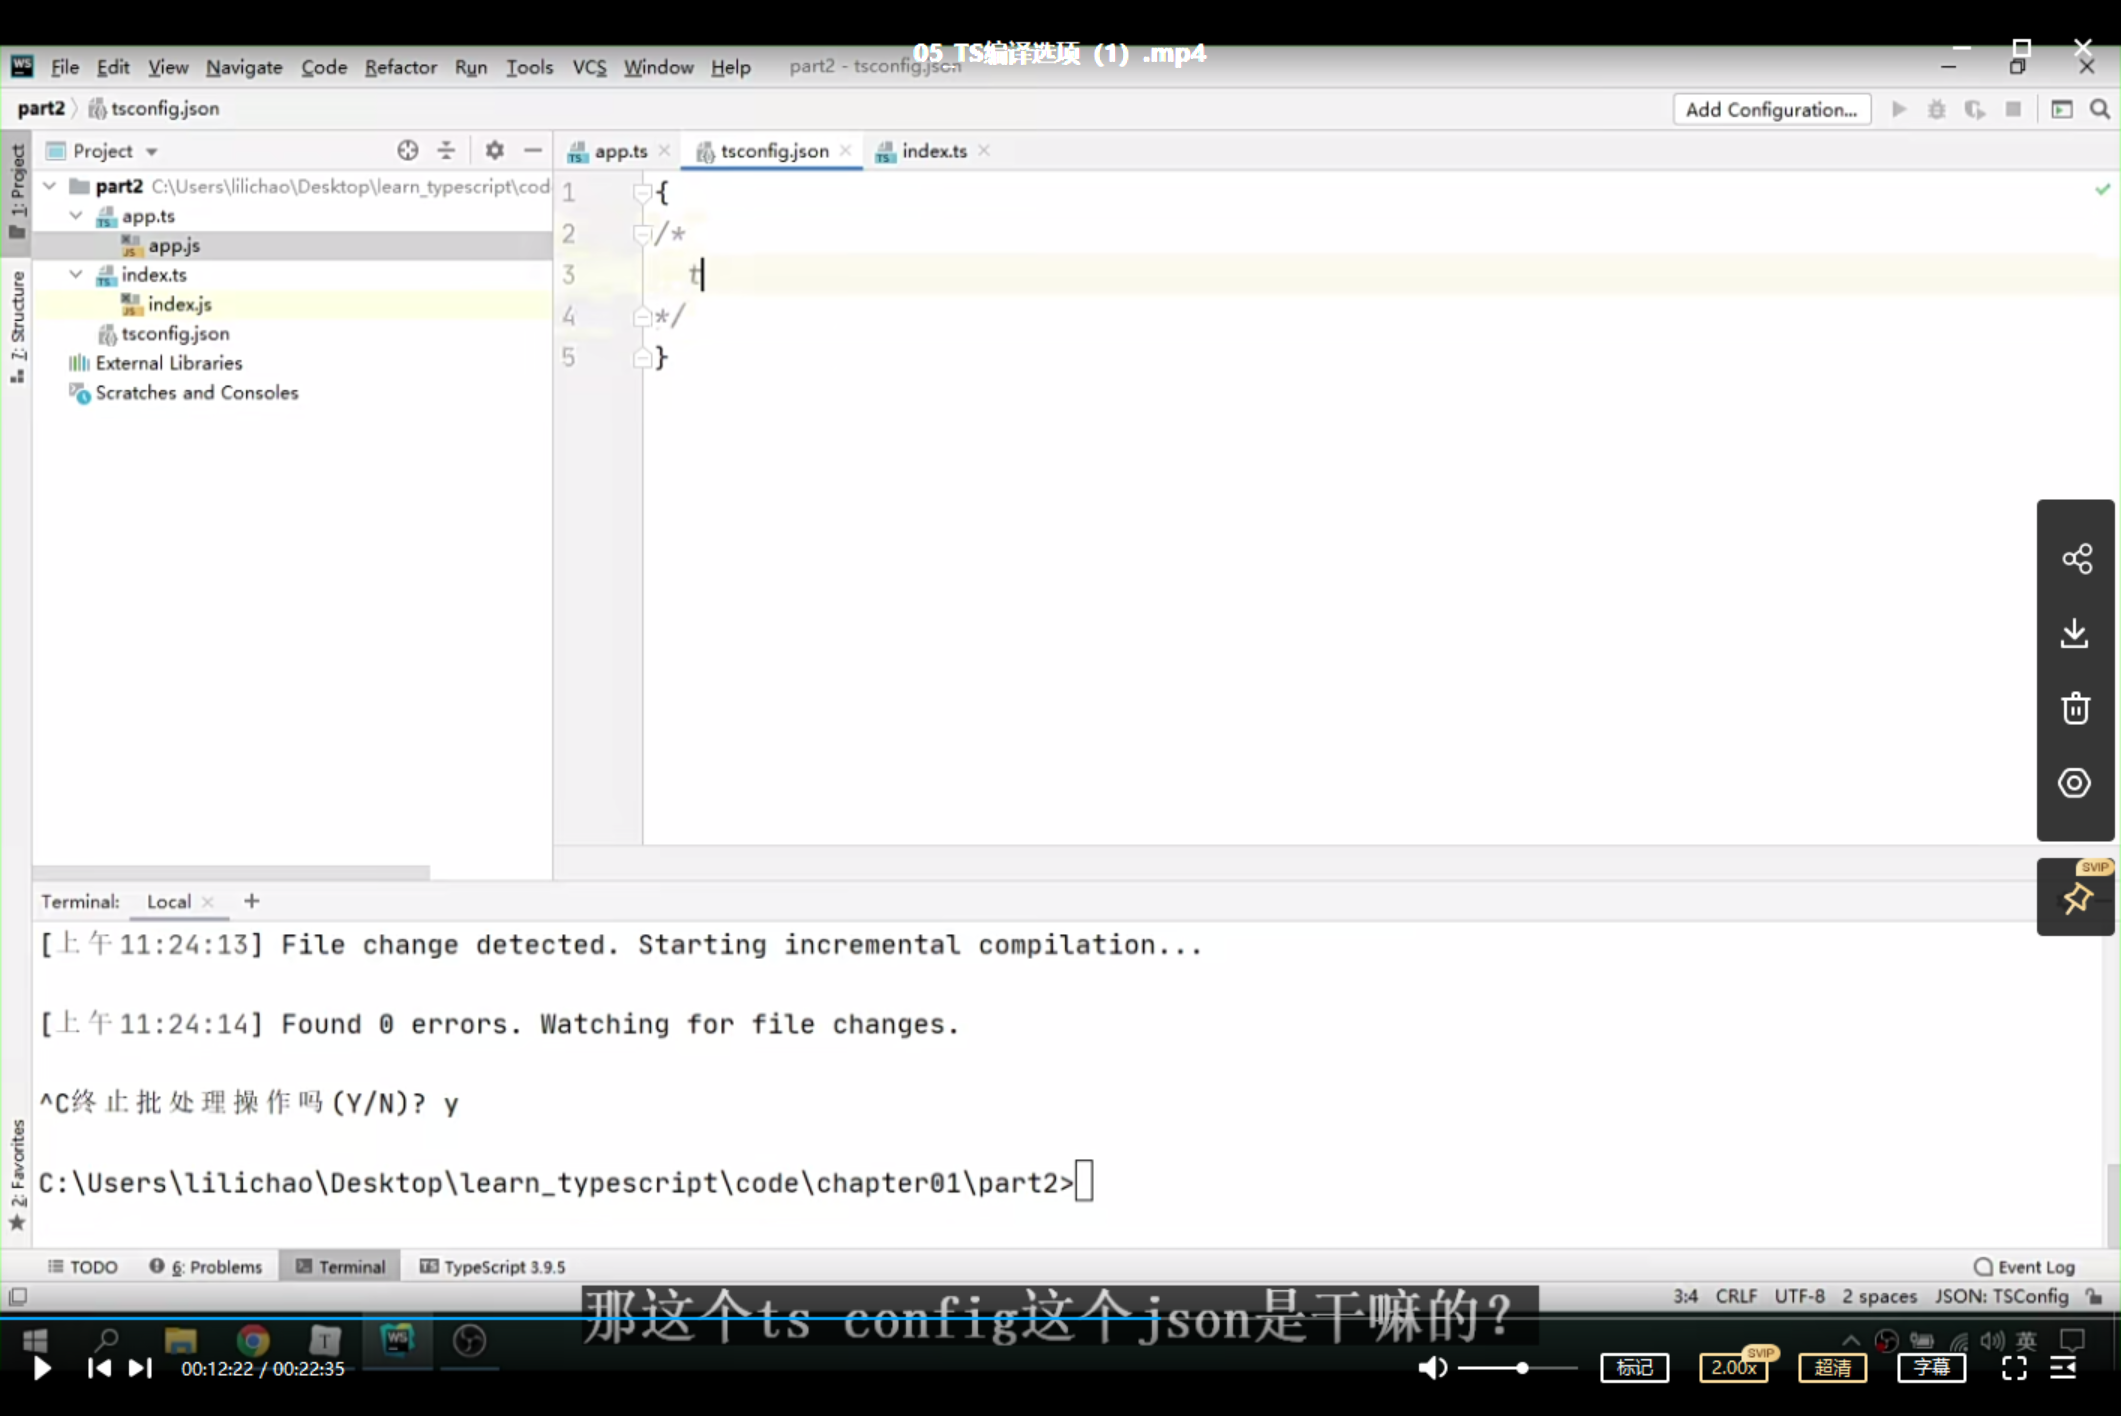 05_TS编译选项（1）.mp4
File Edit View Navigate Code Refactor Run Tools VCS Window Help part2 - tsconfig.json
part2 tsconfig.json Add Configuration...
1: Project
Project
app.ts tsconfig.json index.ts
part2 C:\Users\lilichao\Desktop\learn_typescript\cod
app.ts
app.js
index.ts
index.js
tsconfig.json
External Libraries
Scratches and Consoles
7: Structure
1 {
2 /*
3 t
4 */
5 }
SVIP
Terminal: Local +
[上午11:24:13] File change detected. Starting incremental compilation...
[上午11:24:14] Found 0 errors. Watching for file changes.
^C终止批处理操作吗(Y/N)? y
C:\Users\lilichao\Desktop\learn_typescript\code\chapter01\part2>
2: Favorites
TODO 6: Problems Terminal TypeScript 3.9.5 Event Log
3:4 CRLF UTF-8 2 spaces JSON: TSConfig
那这个ts config这个json是干嘛的?
英
00:12:22 / 00:22:35 标记 2.00x SVIP 超清 字幕